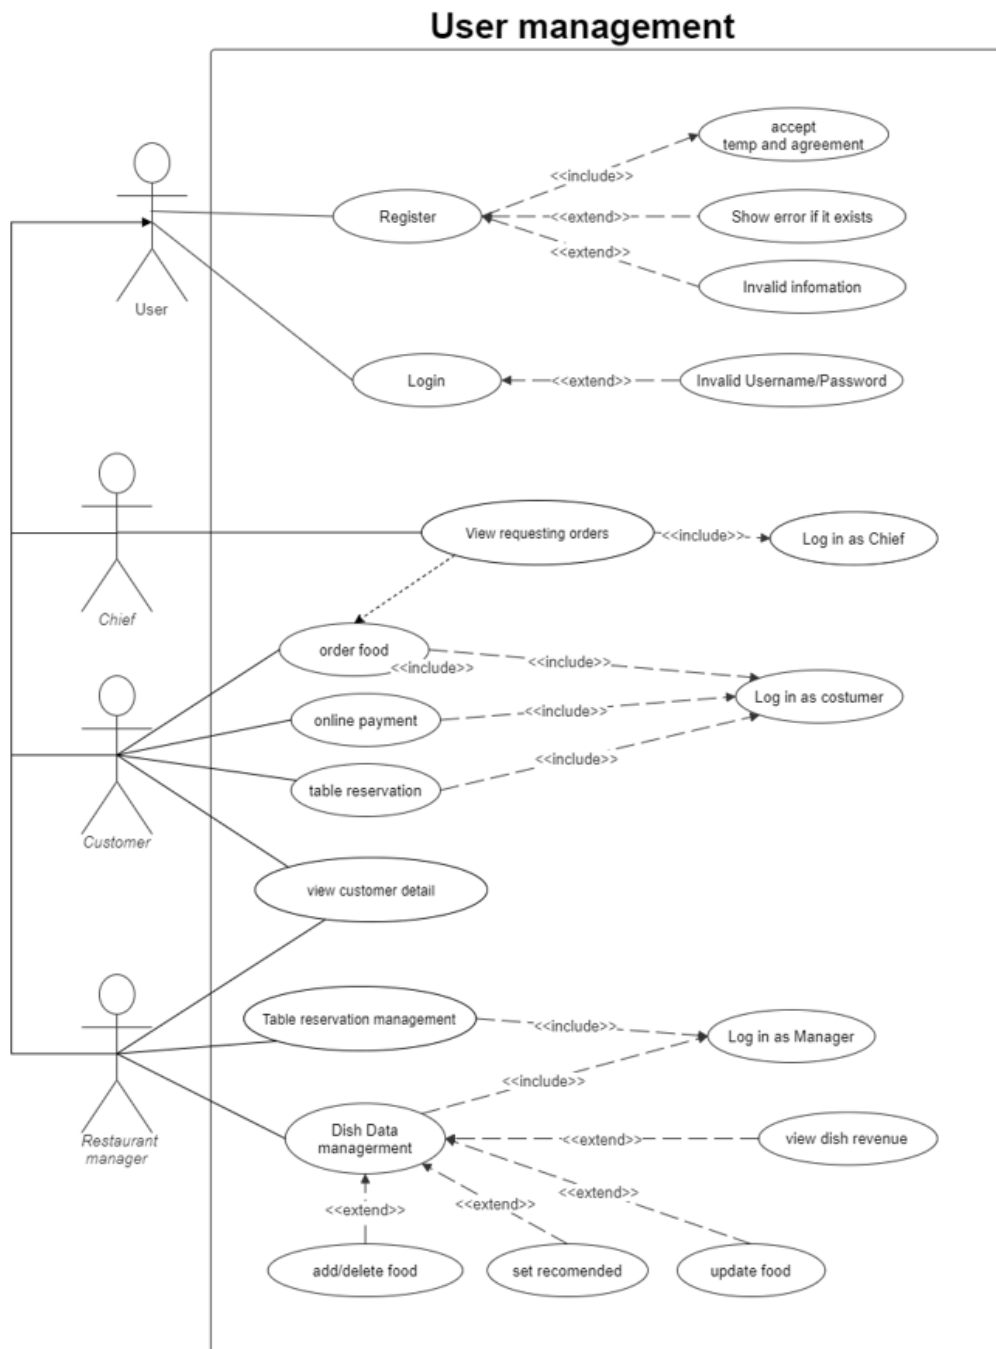 User management
accept
temp and agreement
<<include>>
Register
<<extend>>
Show error if it exists
<<extend>>
Invalid infomation
User
Login
<<extend>>
Invalid Username/Password
View requesting orders
<<include>>
Log in as Chief
Chief
order food
<<include>>
<<include>>
Log in as costumer
online payment
<<include>>
<<include>>
table reservation
Customer
view customer detail
Table reservation management
<<include>>
Log in as Manager
<<include>>
Restaurant
manager
Dish Data
managerment
<<extend>>
view dish revenue
<<extend>>
<<extend>>
<<extend>>
add/delete food
set recomended
update food